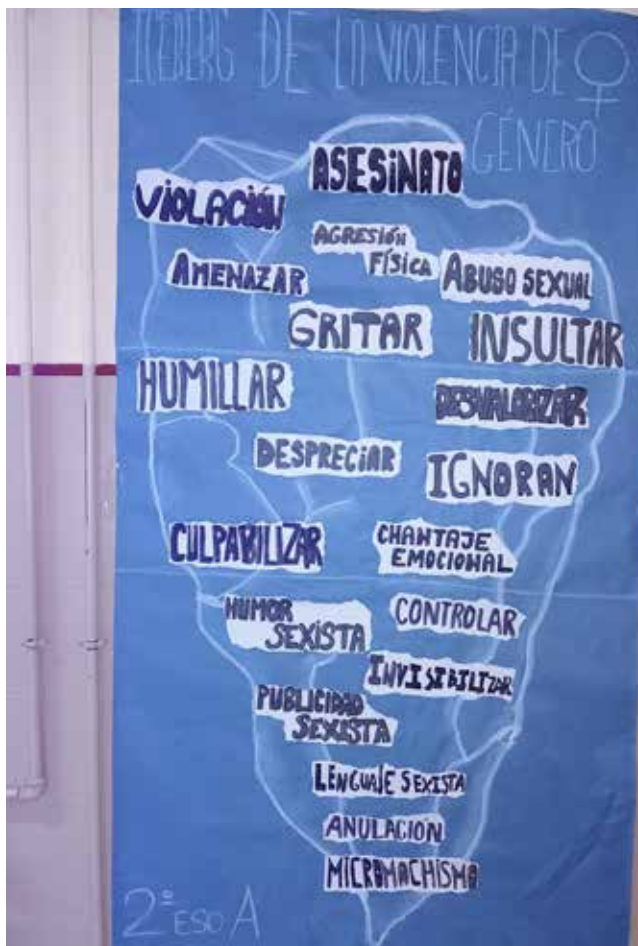 ICEBERG DE LA VIOLENCIA DE
GÉNERO
ASESINATO
VIOLACIÓN
AGRESIÓN
FÍSICA
AMENAZAR
ABUSO SEXUAL
GRITAR
INSULTAR
HUMILLAR
DESVALORIZAR
DESPRECIAR
IGNORAN
CULPABILIZAR
CHANTAJE
EMOCIONAL
HUMOR
SEXISTA
CONTROLAR
INVISIBILIZAR
PUBLICIDAD
SEXISTA
LENGUAJE SEXISTA
ANULACIÓN
MICROMACHISMO
2º ESO A